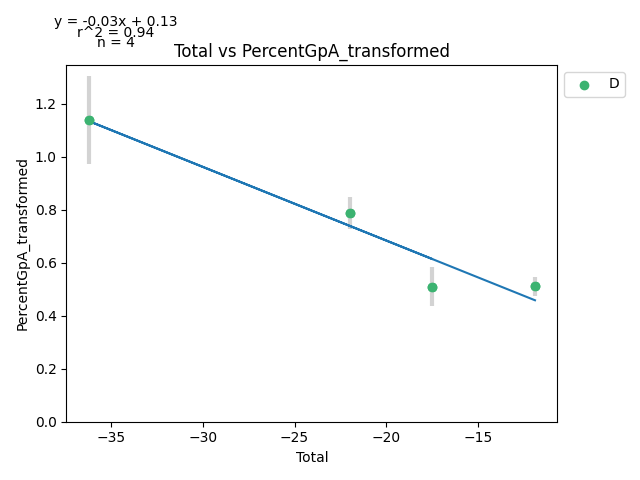 y = -0.03x + 0.13
r^2 = 0.94
n = 4
Total vs PercentGpA_transformed
D
PercentGpA_transformed
1.2
1.0
0.8
0.6
0.4
0.2
0.0
−35
−30
−25
−20
−15
Total